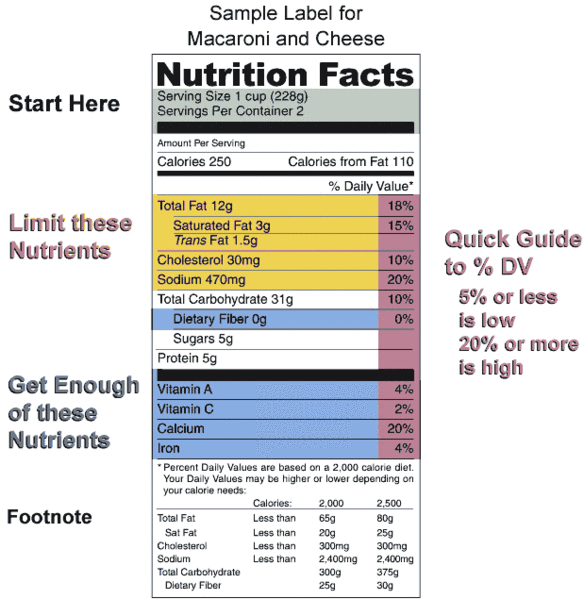 Sample Label for
Macaroni and Cheese
Nutrition Facts
Start Here
Serving Size 1 cup (228g)
Servings Per Container 2
Amount Per Serving
Calories 250 Calories from Fat 110
% Daily Value*
Limit these
Nutrients
Total Fat 12g 18%
Saturated Fat 3g 15%
Trans Fat 1.5g
Cholesterol 30mg 10%
Sodium 470mg 20%
Total Carbohydrate 31g 10%
Dietary Fiber 0g 0%
Sugars 5g
Protein 5g
Quick Guide
to % DV
5% or less
is low
20% or more
is high
Get Enough
of these
Nutrients
Vitamin A 4%
Vitamin C 2%
Calcium 20%
Iron 4%
Footnote
* Percent Daily Values are based on a 2,000 calorie diet.
Your Daily Values may be higher or lower depending on
your calorie needs:
Calories: 2,000 2,500
Total Fat Less than 65g 80g
Sat Fat Less than 20g 25g
Cholesterol Less than 300mg 300mg
Sodium Less than 2,400mg 2,400mg
Total Carbohydrate 300g 375g
Dietary Fiber 25g 30g